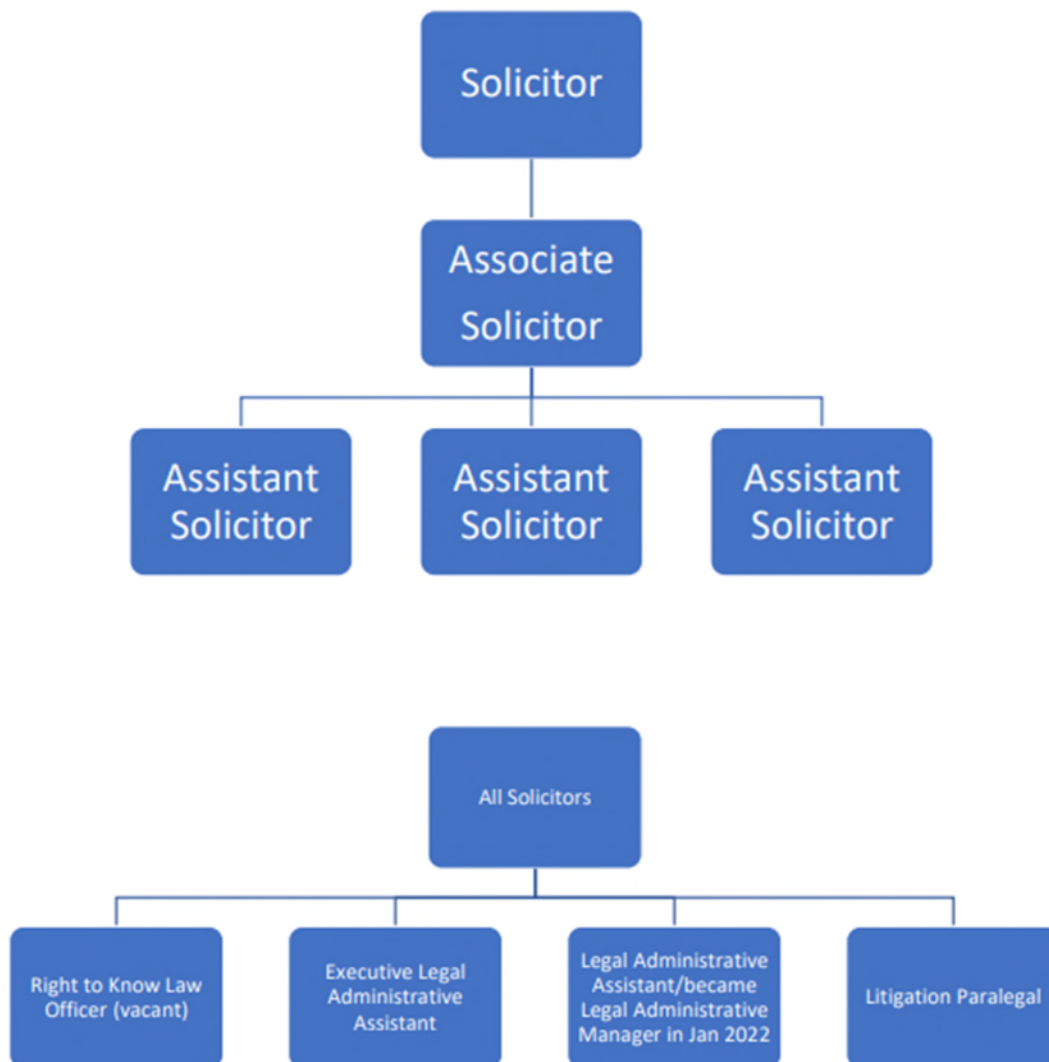 Solicitor
Associate
Solicitor
Assistant
Solicitor
Assistant
Solicitor
Assistant
Solicitor
All Solicitors
Right to Know Law
Officer (vacant)
Executive Legal
Administrative
Assistant
Legal Administrative
Assistant/became
Legal Administrative
Manager in Jan 2022
Litigation Paralegal